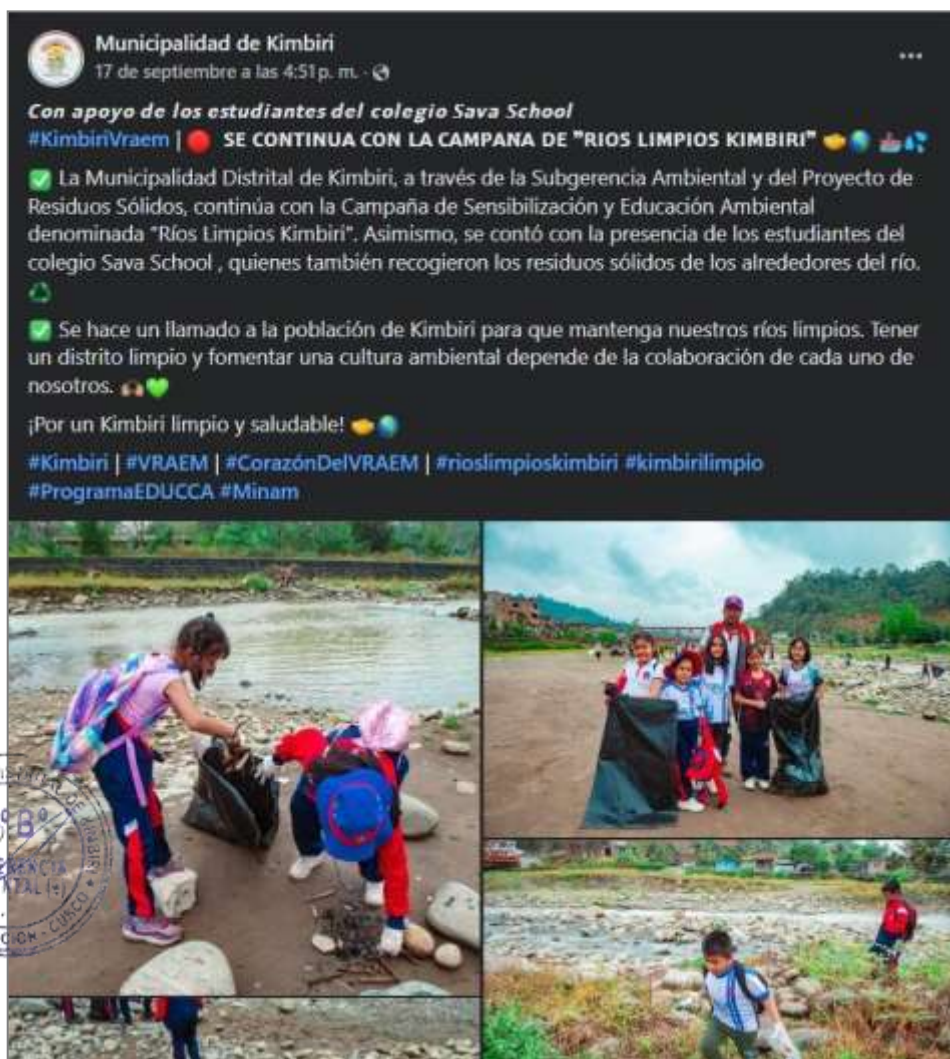 Municipalidad de Kimbiri
17 de septiembre a las 4:51 p. m. ·
Con apoyo de los estudiantes del colegio Sava School
#KimbiriVraem | 🔴 SE CONTINUA CON LA CAMPANA DE "RIOS LIMPIOS KIMBIRI" 🤝🌏 🚣💦
✅ La Municipalidad Distrital de Kimbiri, a través de la Subgerencia Ambiental y del Proyecto de
Residuos Sólidos, continúa con la Campaña de Sensibilización y Educación Ambiental
denominada "Ríos Limpios Kimbiri". Asimismo, se contó con la presencia de los estudiantes del
colegio Sava School , quienes también recogieron los residuos sólidos de los alrededores del río.
♻️
✅ Se hace un llamado a la población de Kimbiri para que mantenga nuestros ríos limpios. Tener
un distrito limpio y fomentar una cultura ambiental depende de la colaboración de cada uno de
nosotros. 🙌🏽💚
¡Por un Kimbiri limpio y saludable! 🤝🌏
#Kimbiri | #VRAEM | #CorazónDelVRAEM | #rioslimpioskimbiri #kimbirilimpio
#ProgramaEDUCCA #Minam
CUSCO